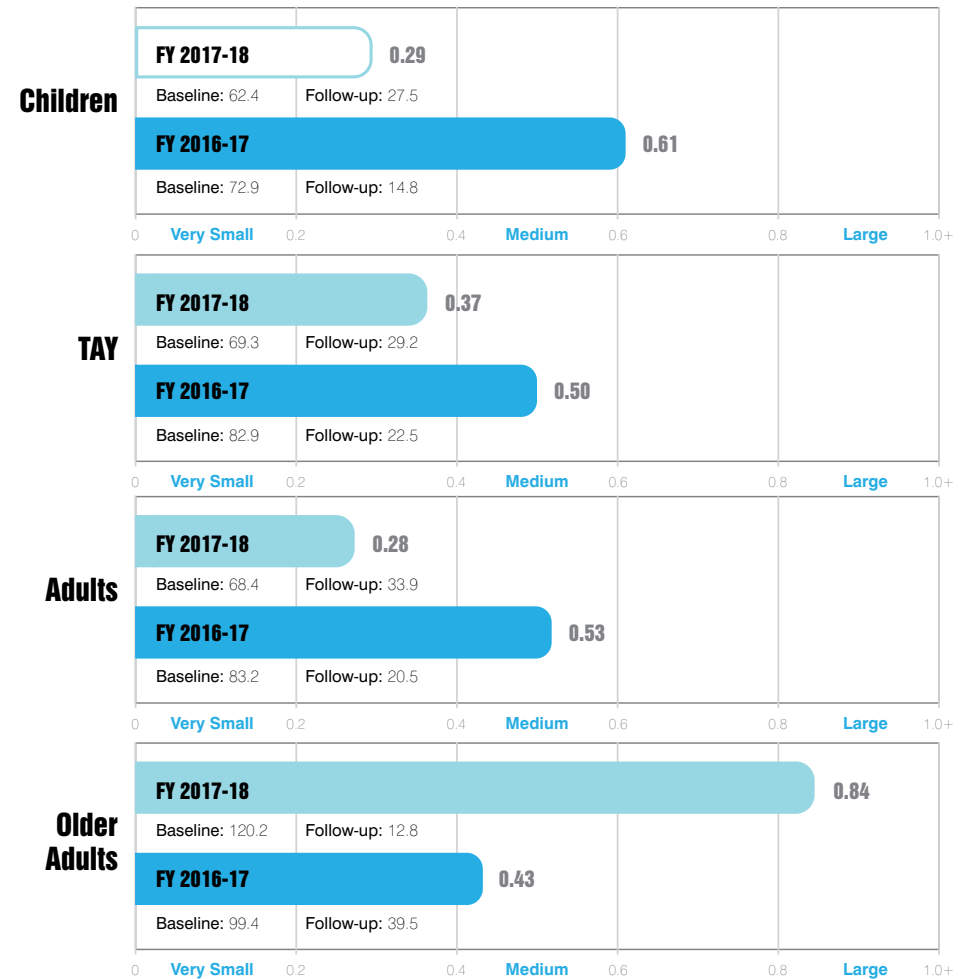 FY 2017-18 0.29
Baseline: 62.4 Follow-up: 27.5
Children
FY 2016-17 0.61
Baseline: 72.9 Follow-up: 14.8
0 Very Small 0.2 0.4 Medium 0.6 0.8 Large 1.0+
FY 2017-18 0.37
Baseline: 69.3 Follow-up: 29.2
TAY
FY 2016-17 0.50
Baseline: 82.9 Follow-up: 22.5
0 Very Small 0.2 0.4 Medium 0.6 0.8 Large 1.0+
FY 2017-18 0.28
Baseline: 68.4 Follow-up: 33.9
Adults
FY 2016-17 0.53
Baseline: 83.2 Follow-up: 20.5
0 Very Small 0.2 0.4 Medium 0.6 0.8 Large 1.0+
FY 2017-18 0.84
Baseline: 120.2 Follow-up: 12.8
Older
Adults
FY 2016-17 0.43
Baseline: 99.4 Follow-up: 39.5
0 Very Small 0.2 0.4 Medium 0.6 0.8 Large 1.0+